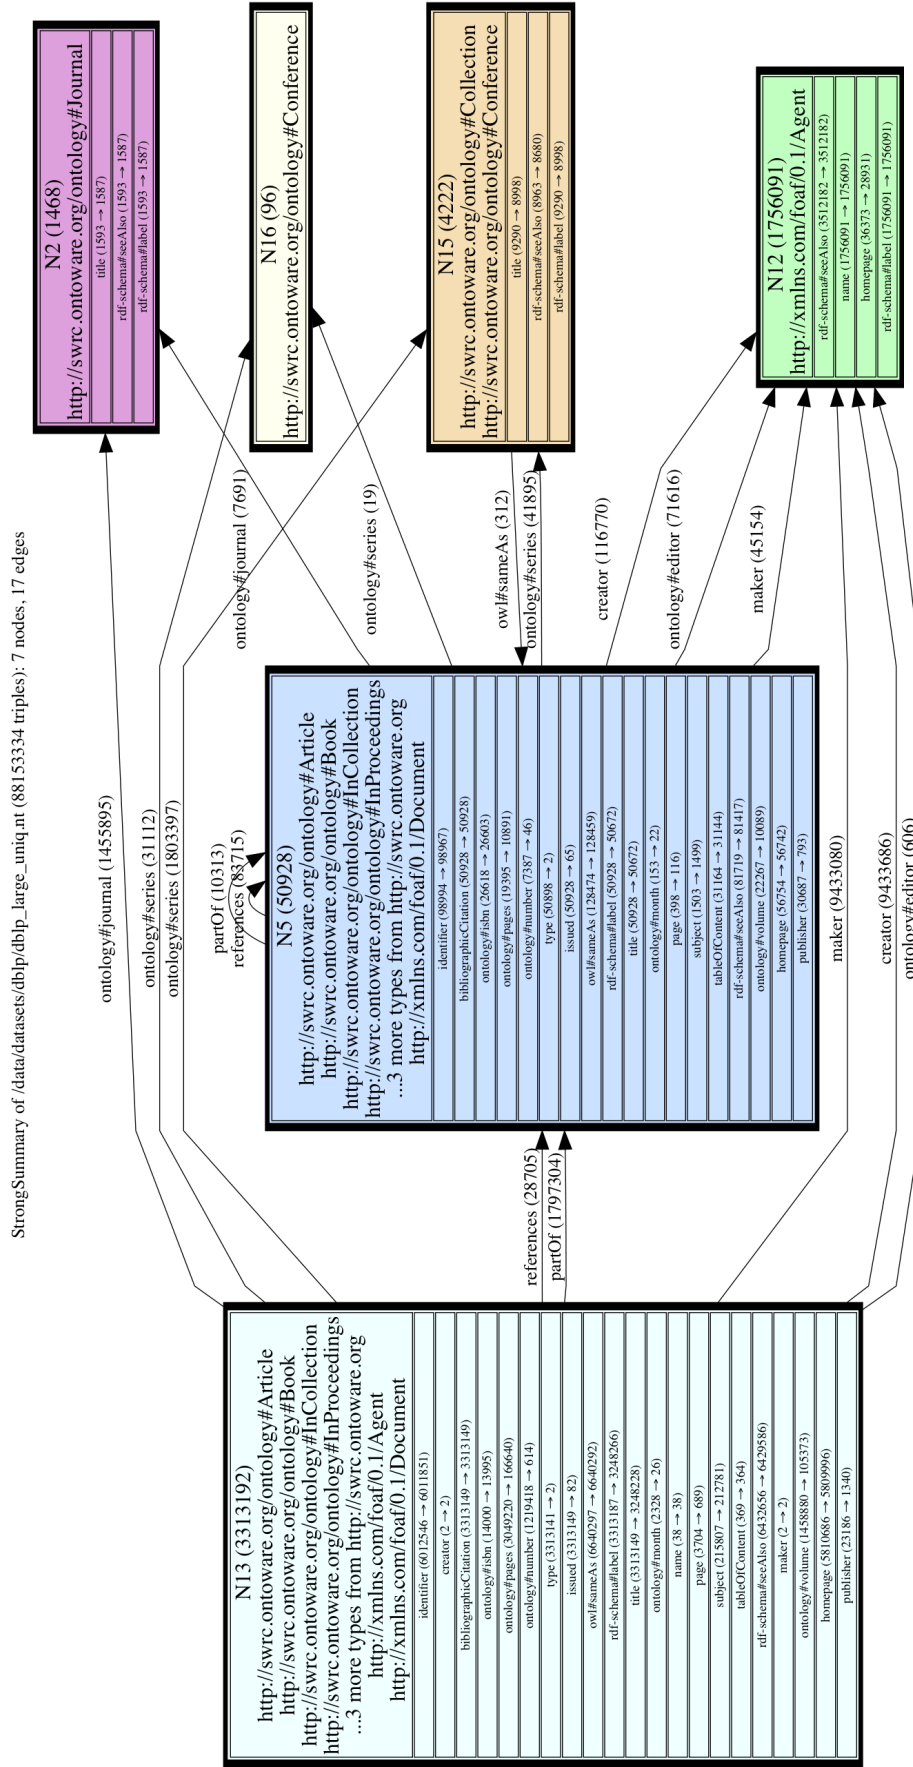 StrongSummary of /data/datasets/dblp/dblp_large_uniq.nt (88153334 triples): 7 nodes, 17 edges
N13 (3313192)
http://swrc.ontoware.org/ontology#Article
http://swrc.ontoware.org/ontology#Book
http://swrc.ontoware.org/ontology#InCollection
http://swrc.ontoware.org/ontology#InProceedings
...3 more types from http://swrc.ontoware.org
http://xmlns.com/foaf/0.1/Agent
http://xmlns.com/foaf/0.1/Document
identifier (6012546 → 6011851)
creator (2 → 2)
bibliographicCitation (3313149 → 3313149)
ontology#isbn (14000 → 13995)
ontology#pages (3049220 → 166640)
ontology#number (1219418 → 614)
type (3313141 → 2)
issued (3313149 → 82)
owl#sameAs (6640297 → 6640292)
rdf-schema#label (3313187 → 3248266)
title (3313149 → 3248228)
ontology#month (2328 → 26)
name (38 → 38)
page (3704 → 689)
subject (215807 → 212781)
tableOfContent (369 → 364)
rdf-schema#seeAlso (6432656 → 6429586)
maker (2 → 2)
ontology#volume (1458880 → 105373)
homepage (5810686 → 5809996)
publisher (23186 → 1340)
ontology#journal (1455895)
ontology#series (31112)
ontology#series (1803397)
references (28705)
partOf (1797304)
maker (9433080)
creator (9433686)
ontology#editor (606)
partOf (10313)
references (83715)
N5 (50928)
http://swrc.ontoware.org/ontology#Article
http://swrc.ontoware.org/ontology#Book
http://swrc.ontoware.org/ontology#InCollection
http://swrc.ontoware.org/ontology#InProceedings
...3 more types from http://swrc.ontoware.org
http://xmlns.com/foaf/0.1/Document
identifier (98994 → 98967)
bibliographicCitation (50928 → 50928)
ontology#isbn (26618 → 26603)
ontology#pages (19395 → 10891)
ontology#number (7387 → 46)
type (50898 → 2)
issued (50928 → 65)
owl#sameAs (128474 → 128459)
rdf-schema#label (50928 → 50672)
title (50928 → 50672)
ontology#month (153 → 22)
page (398 → 116)
subject (1503 → 1499)
tableOfContent (31164 → 31144)
rdf-schema#seeAlso (81719 → 81417)
ontology#volume (22267 → 10089)
homepage (56754 → 56742)
publisher (30687 → 793)
ontology#journal (7691)
ontology#series (19)
owl#sameAs (312)
ontology#series (41895)
creator (116770)
ontology#editor (71616)
maker (45154)
N2 (1468)
http://swrc.ontoware.org/ontology#Journal
title (1593 → 1587)
rdf-schema#seeAlso (1593 → 1587)
rdf-schema#label (1593 → 1587)
N16 (96)
http://swrc.ontoware.org/ontology#Conference
N15 (4222)
http://swrc.ontoware.org/ontology#Collection
http://swrc.ontoware.org/ontology#Conference
title (9290 → 8998)
rdf-schema#seeAlso (8963 → 8680)
rdf-schema#label (9290 → 8998)
N12 (1756091)
http://xmlns.com/foaf/0.1/Agent
rdf-schema#seeAlso (3512182 → 3512182)
name (1756091 → 1756091)
homepage (36373 → 28931)
rdf-schema#label (1756091 → 1756091)